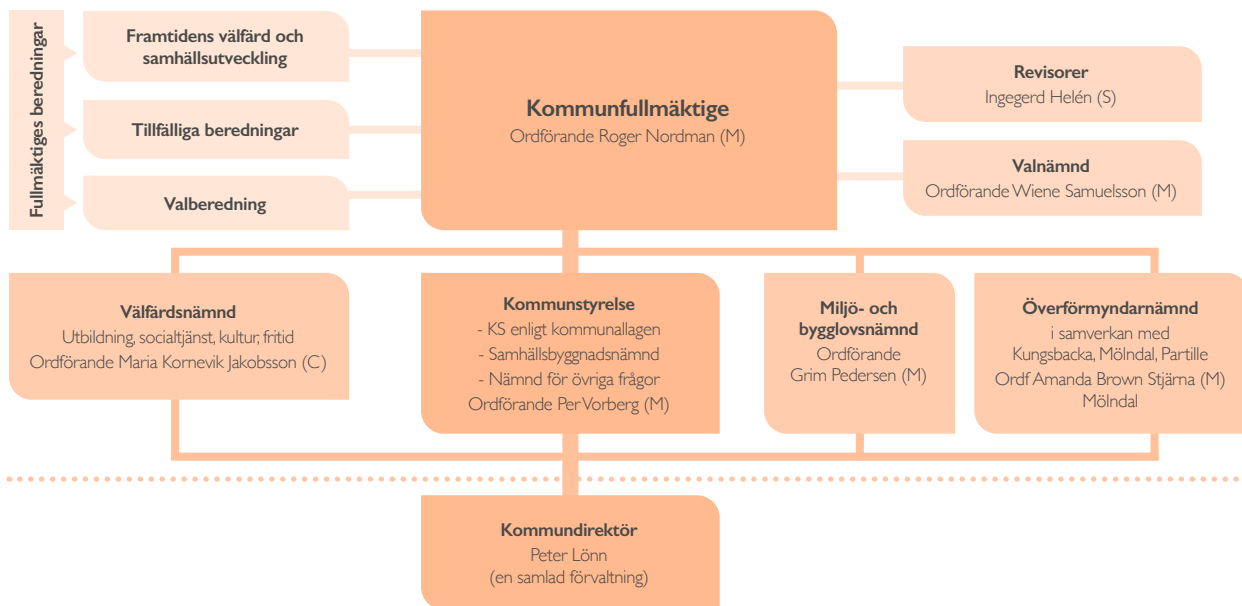 Fullmäktiges beredningar
Framtidens välfärd och
samhällsutveckling
Tillfälliga beredningar
Valberedning
Kommunfullmäktige
Ordförande Roger Nordman (M)
Revisorer
Ingegerd Helén (S)
Valnämnd
Ordförande Wiene Samuelsson (M)
Välfärdsnämnd
Utbildning, socialtjänst, kultur, fritid
Ordförande Maria Kornevik Jakobsson (C)
Kommunstyrelse
- KS enligt kommunallagen
- Samhällsbyggnadsnämnd
- Nämnd för övriga frågor
Ordförande Per Vorberg (M)
Miljö- och
bygglovsnämnd
Ordförande
Grim Pedersen (M)
Överförmyndarnämnd
i samverkan med
Kungsbacka, Mölndal, Partille
Ordf Amanda Brown Stjärna (M)
Mölndal
Kommundirektör
Peter Lönn
(en samlad förvaltning)